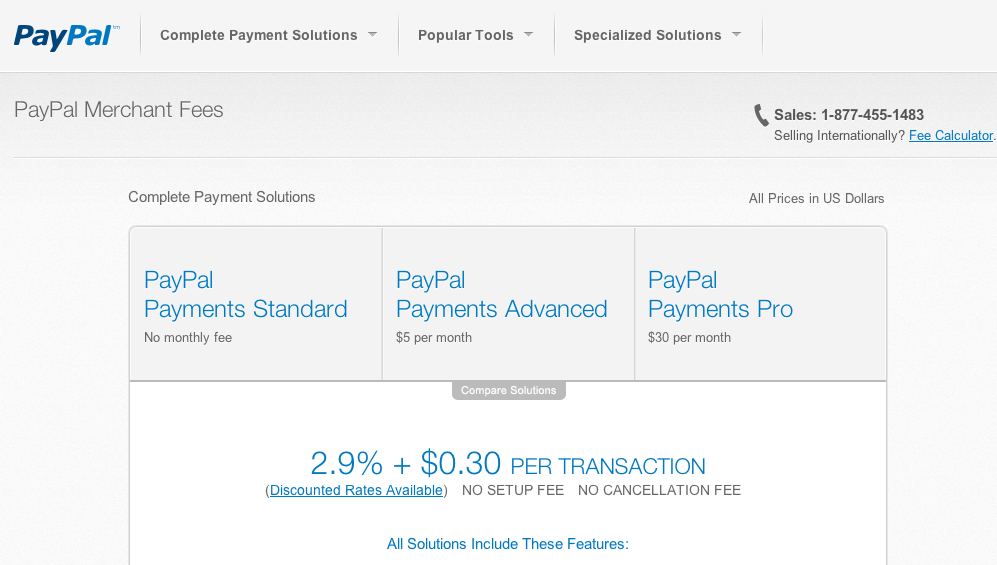 PayPal™
Complete Payment Solutions
Popular Tools
Specialized Solutions
PayPal Merchant Fees
Sales: 1-877-455-1483
Selling Internationally? Fee Calculator.
Complete Payment Solutions
All Prices in US Dollars
PayPal
Payments Standard
No monthly fee
PayPal
Payments Advanced
$5 per month
PayPal
Payments Pro
$30 per month
Compare Solutions
2.9% + $0.30 PER TRANSACTION
(Discounted Rates Available) NO SETUP FEE NO CANCELLATION FEE
All Solutions Include These Features: